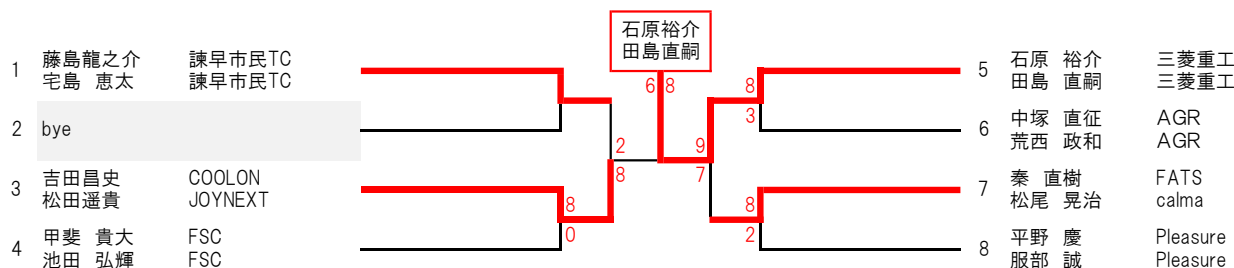 石原裕介
田島直嗣
1 藤島龍之介 諫早市民TC
宅島 恵太 諫早市民TC
2 bye
3 吉田昌史 COOLON
松田遥貴 JOYNEXT
4 甲斐 貴大 FSC
池田 弘輝 FSC
2
8
8
0
6 8
9
7
8
3
8
2
5 石原 裕介 三菱重工
田島 直嗣 三菱重工
6 中塚 直征 AGR
荒西 政和 AGR
7 秦 直樹 FATS
松尾 晃治 calma
8 平野 慶 Pleasure
服部 誠 Pleasure